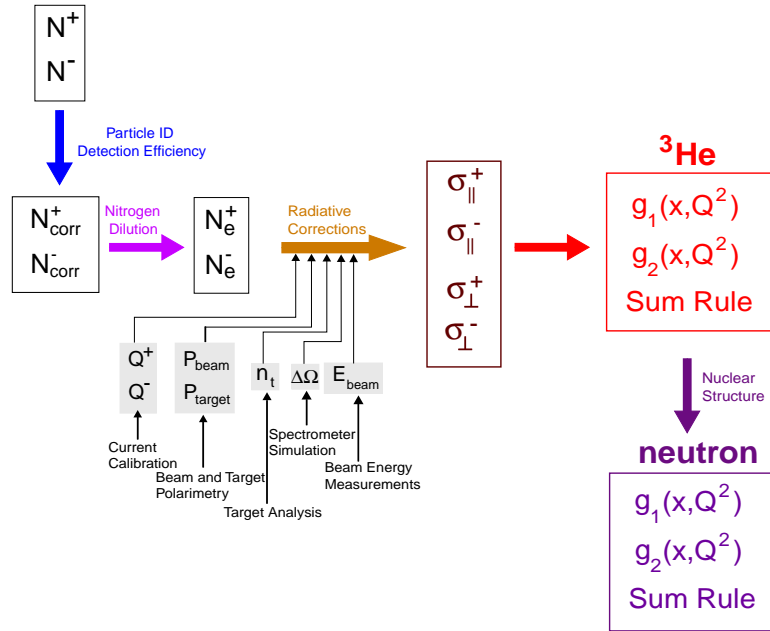 N⁺
N⁻
Particle ID
Detection Efficiency
N⁺corr
N⁻corr
Nitrogen
Dilution
N⁺e
N⁻e
Radiative
Corrections
σ∥⁺
σ∥⁻
σ⊥⁺
σ⊥⁻
³He
g₁(x,Q²)
g₂(x,Q²)
Sum Rule
Q⁺
Q⁻
Pbeam
Ptarget
nt
ΔΩ
Ebeam
Current
Calibration
Beam and Target
Polarimetry
Target Analysis
Spectrometer
Simulation
Beam Energy
Measurements
Nuclear
Structure
neutron
g₁(x,Q²)
g₂(x,Q²)
Sum Rule